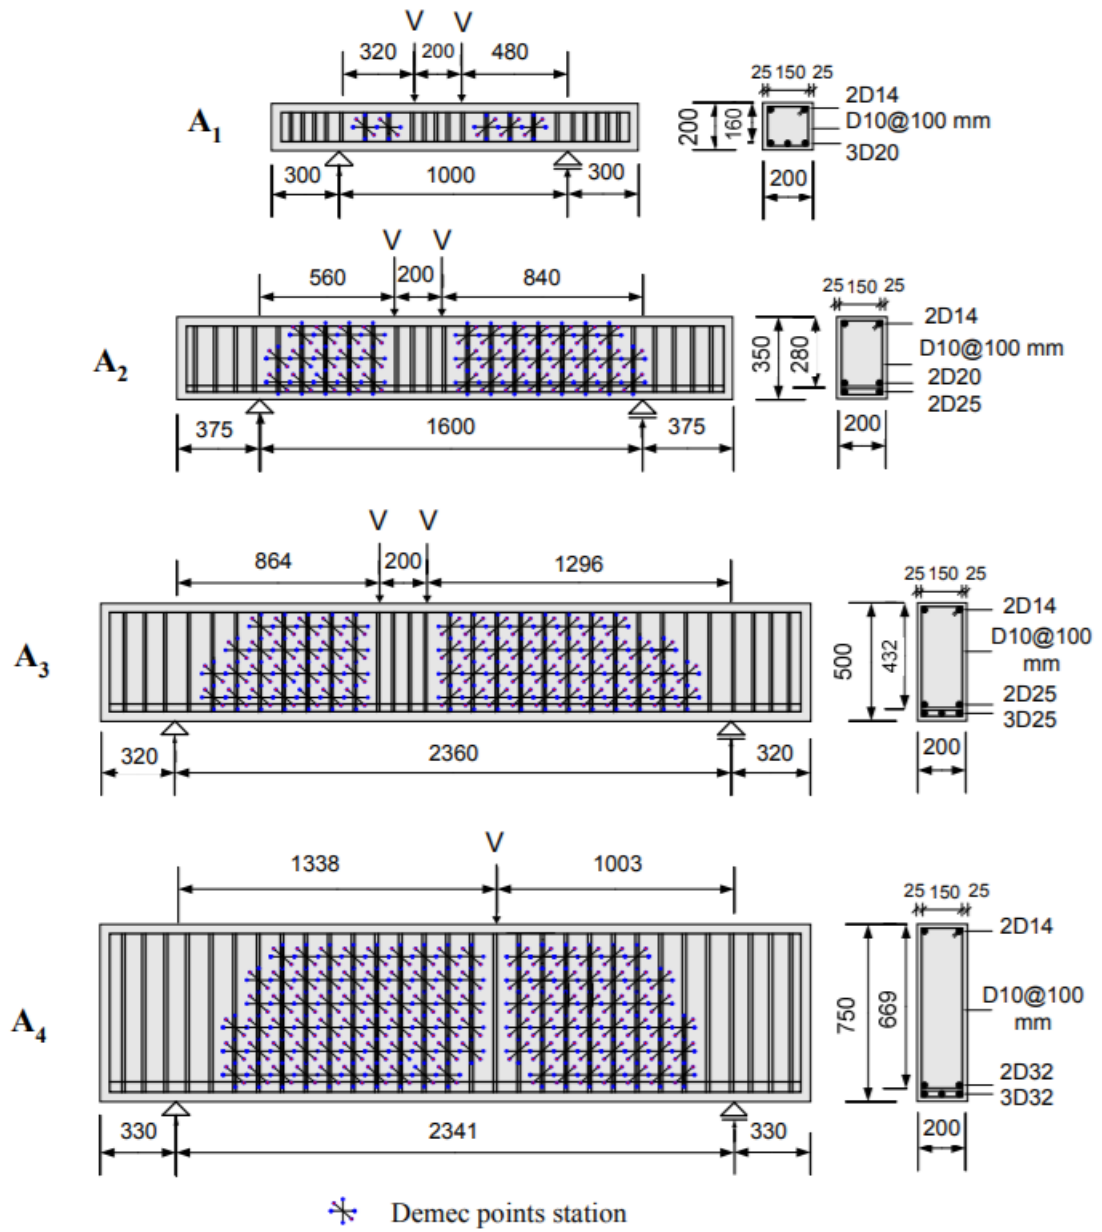 V V
320 200 480
25 150 25
2D14
A1
200
160
D10@100 mm
3D20
300 1000 300
200
V V
560 200 840
25 150 25
2D14
A2
350
280
D10@100 mm
2D20
2D25
375 1600 375
200
V V
864 200 1296
25 150 25
2D14
A3
500
432
D10@100
mm
2D25
3D25
320 2360 320
200
V
1338 1003
25 150 25
2D14
A4
750
669
D10@100
mm
2D32
3D32
330 2341 330
200
Demec points station